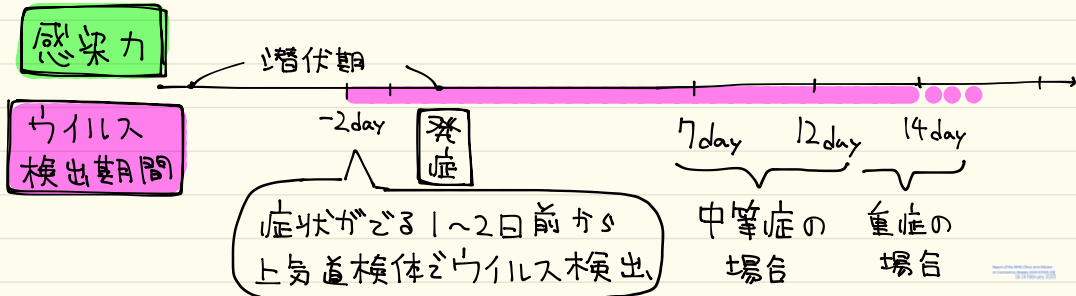 感染力
潜伏期
ウイルス
検出期間
-2day
発
症
7day
12day
14day
症状がでる1〜2日前から
上気道検体でウイルス検出、
中等症の
場合
重症の
場合